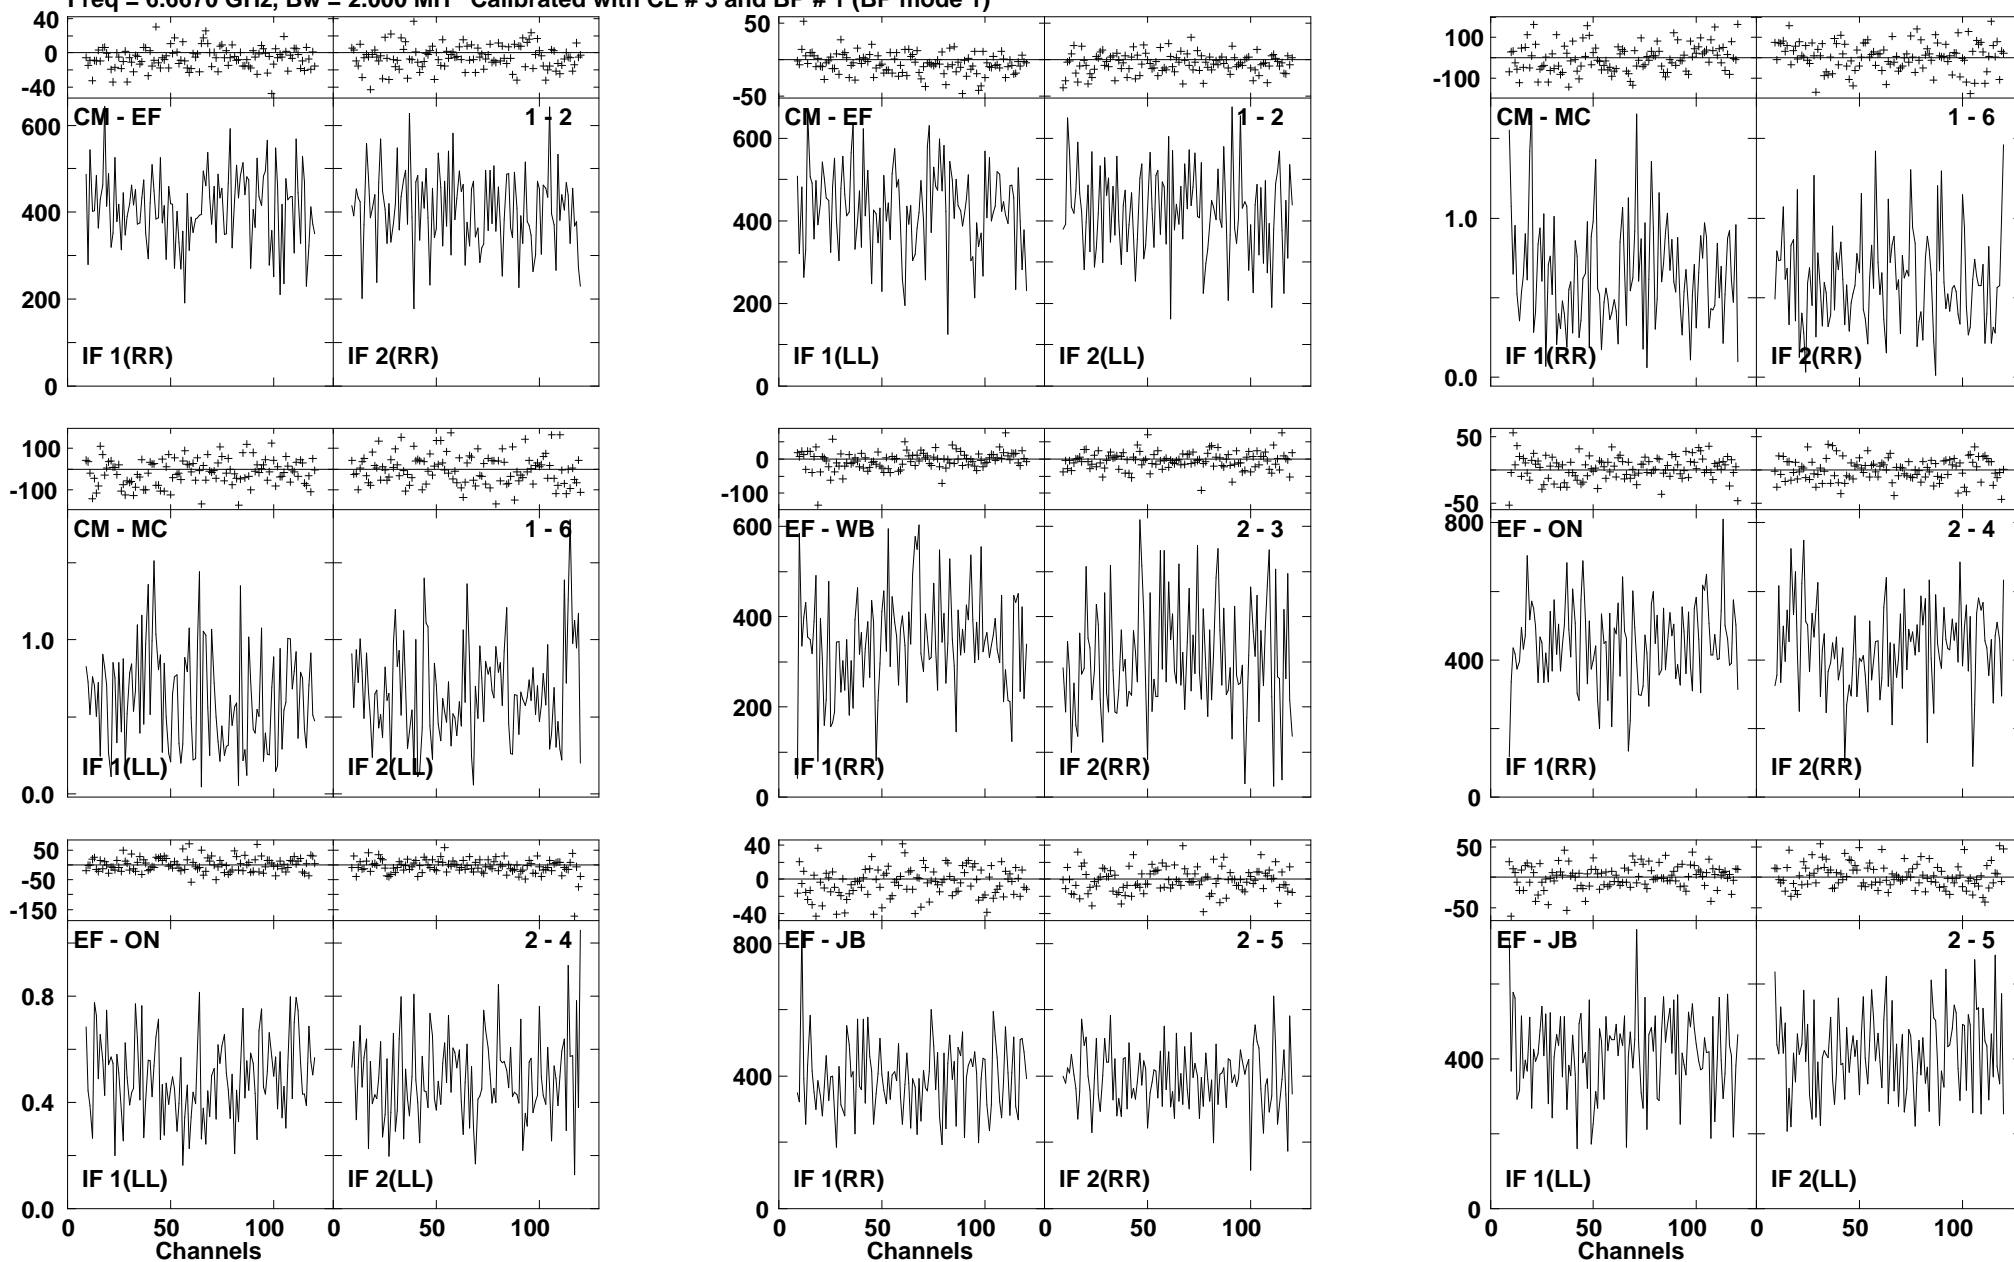 Calibrated with CL # 3 and BP # 1 (BP mode 1)
40
0
-40
CM - EF
1 - 2
600
400
200
0
IF 1(RR)
IF 2(RR)
50
0
-50
CM - EF
1 - 2
600
400
200
0
IF 1(LL)
IF 2(LL)
100
-100
CM - MC
1 - 6
1.0
0.0
IF 1(RR)
IF 2(RR)
100
-100
CM - MC
1 - 6
1.0
0.0
IF 1(LL)
IF 2(LL)
0
-100
600
EF - WB
2 - 3
400
200
0
IF 1(RR)
IF 2(RR)
50
0
-50
800
EF - ON
2 - 4
400
0
IF 1(RR)
IF 2(RR)
50
-50
-150
EF - ON
2 - 4
0.8
0.4
0.0
IF 1(LL)
IF 2(LL)
0 50 100 0 50 100
Channels
40
0
-40
800
EF - JB
2 - 5
400
0
IF 1(RR)
IF 2(RR)
0 50 100 0 50 100
Channels
50
-50
EF - JB
2 - 5
400
0
IF 1(LL)
IF 2(LL)
0 50 100 0 50 100
Channels